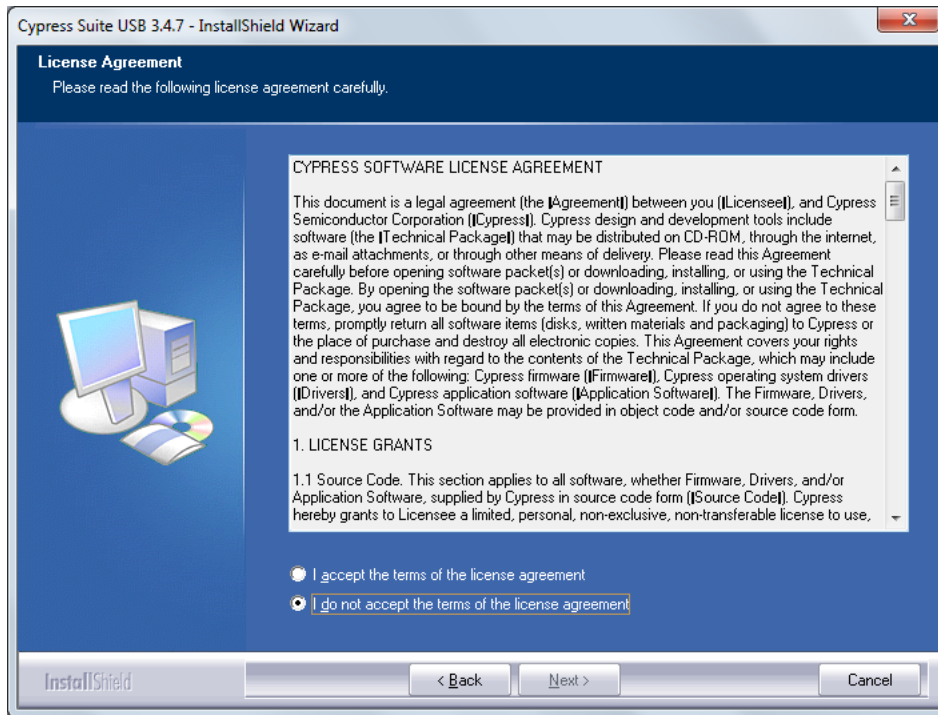 Cypress Suite USB 3.4.7 - InstallShield Wizard
License Agreement
Please read the following license agreement carefully.
CYPRESS SOFTWARE LICENSE AGREEMENT
This document is a legal agreement (the ǁAgreementǁ) between you (ǁLicenseeǁ), and Cypress
Semiconductor Corporation (ǁCypressǁ). Cypress design and development tools include
software (the ǁTechnical Packageǁ) that may be distributed on CD-ROM, through the internet,
as e-mail attachments, or through other means of delivery. Please read this Agreement
carefully before opening software packet(s) or downloading, installing, or using the Technical
Package. By opening the software packet(s) or downloading, installing, or using the Technical
Package, you agree to be bound by the terms of this Agreement. If you do not agree to these
terms, promptly return all software items (disks, written materials and packaging) to Cypress or
the place of purchase and destroy all electronic copies. This Agreement covers your rights
and responsibilities with regard to the contents of the Technical Package, which may include
one or more of the following: Cypress firmware (ǁFirmwareǁ), Cypress operating system drivers
(ǁDriversǁ), and Cypress application software (ǁApplication Softwareǁ). The Firmware, Drivers,
and/or the Application Software may be provided in object code and/or source code form.
1. LICENSE GRANTS
1.1 Source Code. This section applies to all software, whether Firmware, Drivers, and/or
Application Software, supplied by Cypress in source code form (ǁSource Codeǁ). Cypress
hereby grants to Licensee a limited, personal, non-exclusive, non-transferable license to use,
I accept the terms of the license agreement
I do not accept the terms of the license agreement
InstallShield
< Back
Next >
Cancel